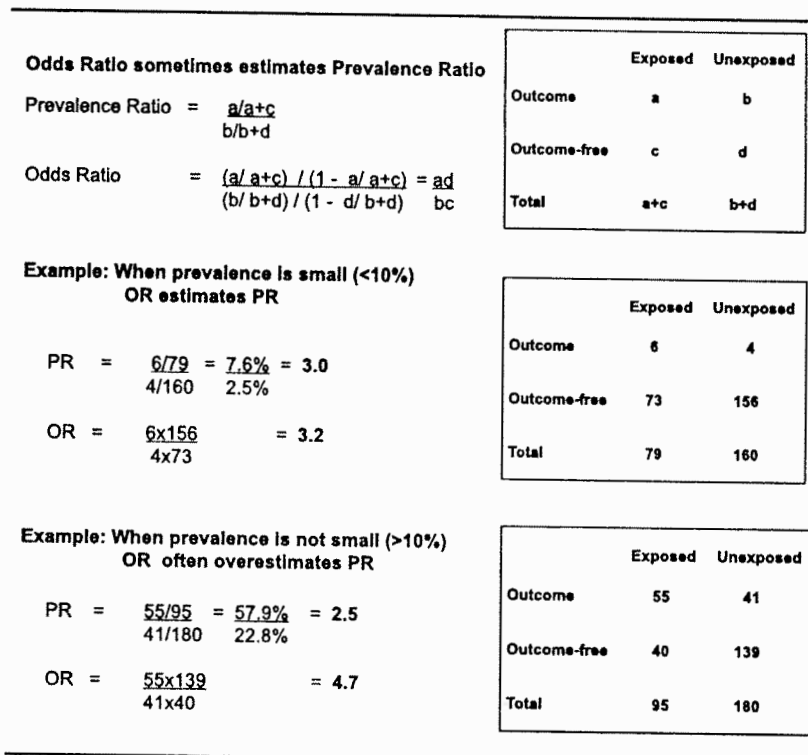 Odds Ratio sometimes estimates Prevalence Ratio
Prevalence Ratio = a/a+c
b/b+d
Odds Ratio = (a/ a+c) / (1 - a/ a+c) = ad
(b/ b+d) / (1 - d/ b+d) bc
Exposed Unexposed
Outcome a b
Outcome-free c d
Total a+c b+d
Example: When prevalence is small (<10%)
OR estimates PR
PR = 6/79 = 7.6% = 3.0
4/160 2.5%
OR = 6x156 = 3.2
4x73
Exposed Unexposed
Outcome 6 4
Outcome-free 73 156
Total 79 160
Example: When prevalence is not small (>10%)
OR often overestimates PR
PR = 55/95 = 57.9% = 2.5
41/180 22.8%
OR = 55x139 = 4.7
41x40
Exposed Unexposed
Outcome 55 41
Outcome-free 40 139
Total 95 180